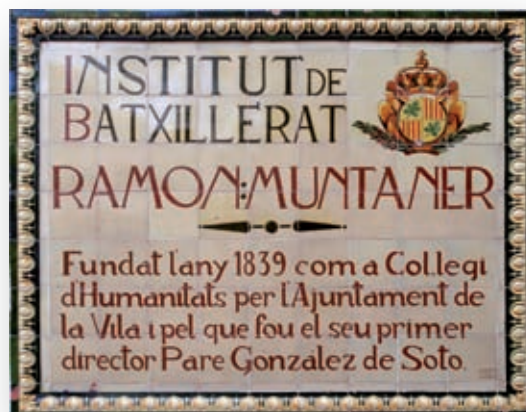 INSTITUT DE
BATXILLERAT
RAMON:MUNTANER
Fundat l'any 1839 com a Col.legi
d'Humanitats per l'Ajuntament de
la Vila i pel que fou el seu primer
director Pare Gonzalez de Soto.